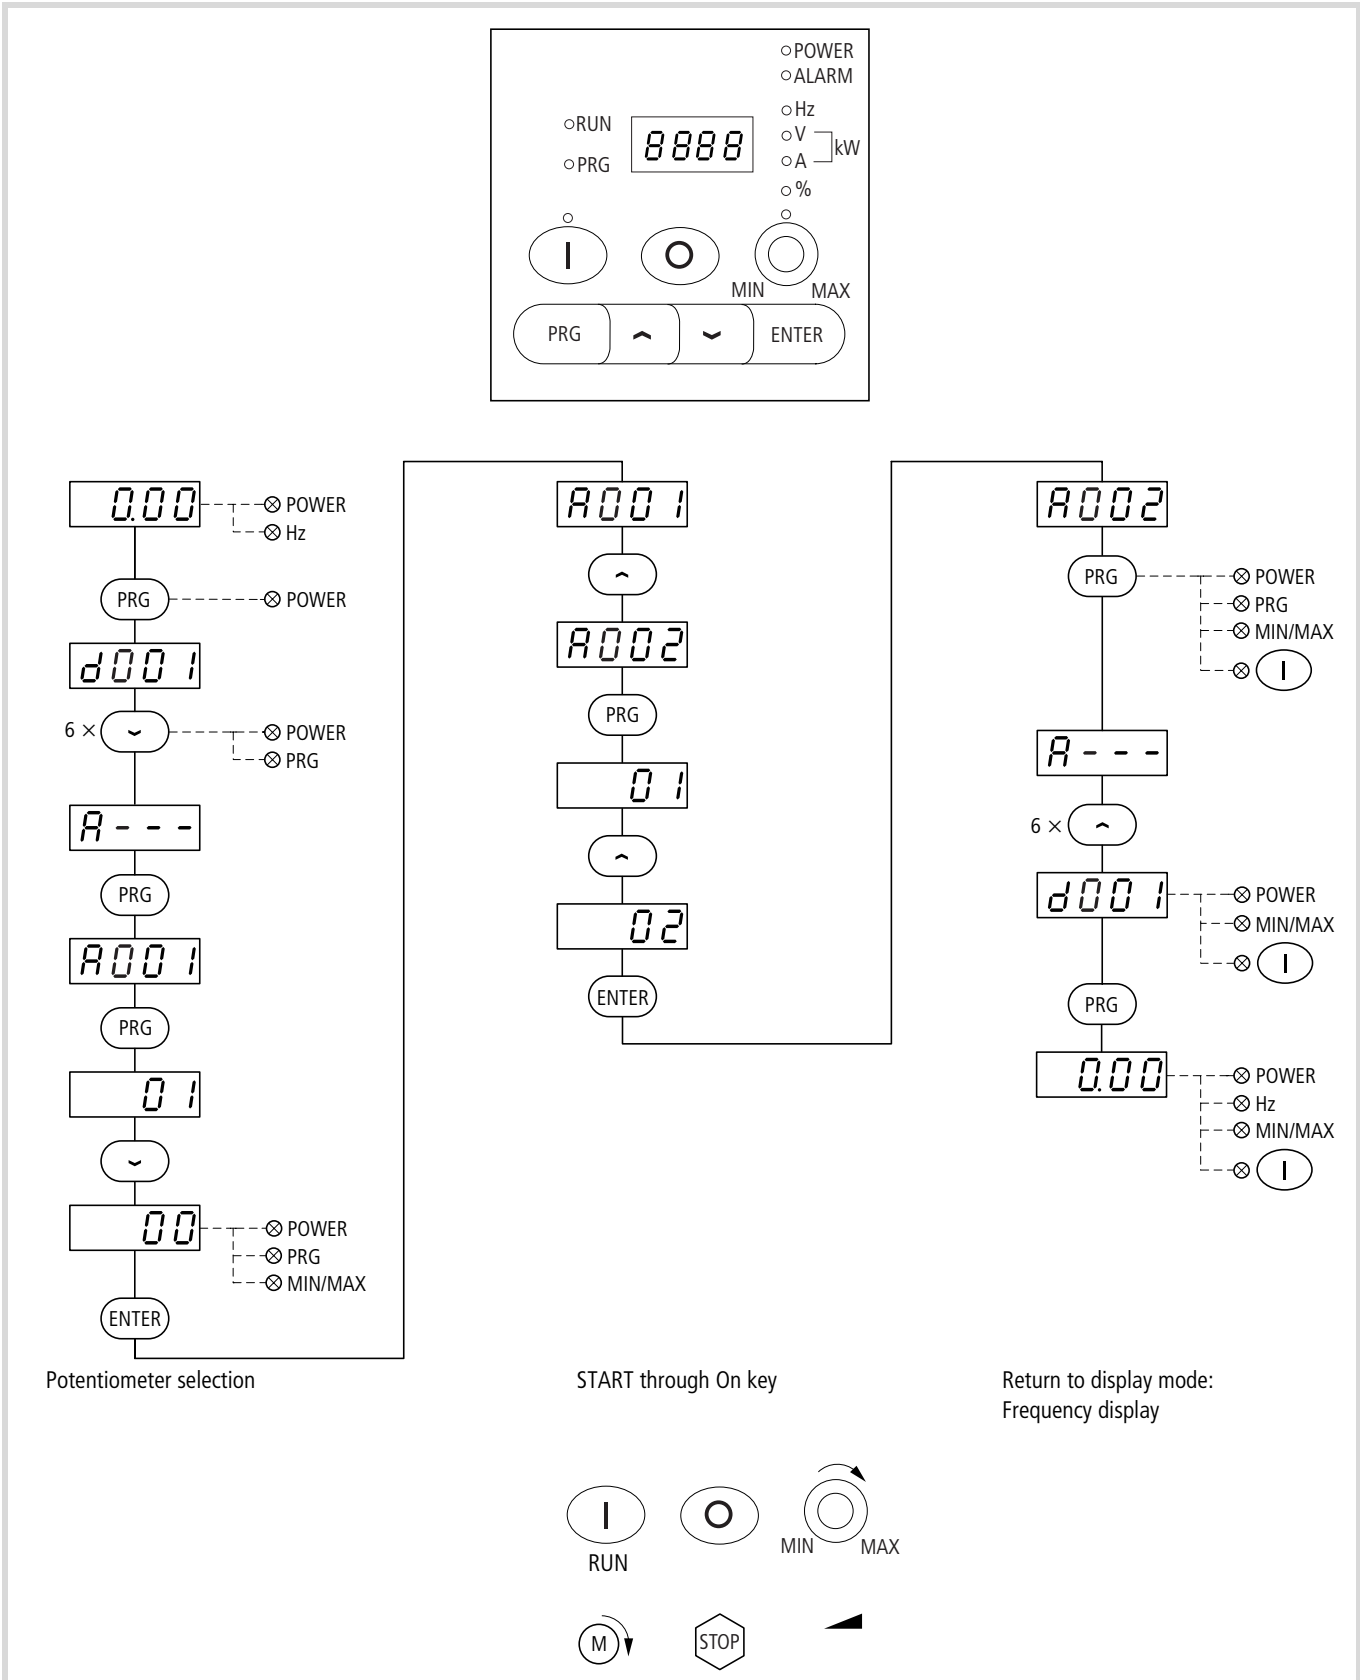 POWER
ALARM
Hz
RUN
8888
V
kW
PRG
A
%
MIN
MAX
PRG
ENTER
0.00
POWER
Hz
PRG
POWER
d001
6 ×
POWER
PRG
A---
PRG
A001
PRG
01
00
POWER
PRG
MIN/MAX
ENTER
Potentiometer selection
A001
A002
PRG
01
02
ENTER
START through On key
A002
PRG
POWER
PRG
MIN/MAX
I
A---
6 ×
d001
POWER
MIN/MAX
I
PRG
0.00
POWER
Hz
MIN/MAX
I
Return to display mode:
Frequency display
I
O
MIN
MAX
RUN
M
STOP